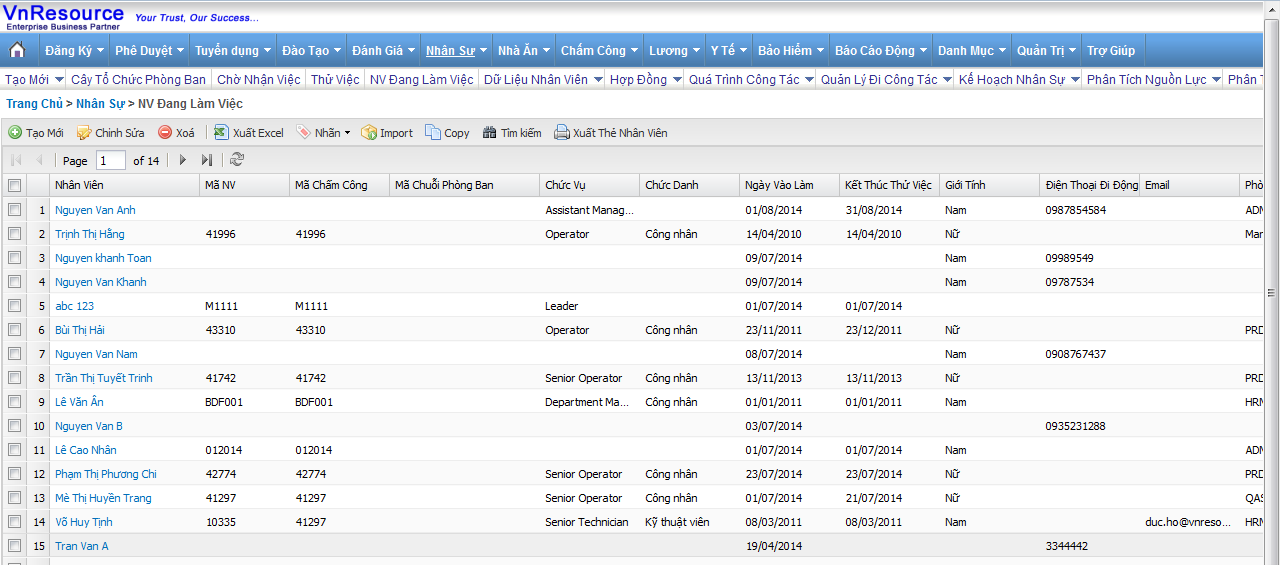 VnResource Your Trust, Our Success...
Enterprise Business Partner
Đăng Ký Phê Duyệt Tuyển dụng Đào Tạo Đánh Giá Nhân Sự Nhà Ăn Chấm Công Lương Y Tế Bảo Hiểm Báo Cáo Động Danh Mục Quản Trị Trợ Giúp
Tạo Mới Cây Tổ Chức Phòng Ban Chờ Nhận Việc Thử Việc NV Đang Làm Việc Dữ Liệu Nhân Viên Hợp Đồng Quá Trình Công Tác Quản Lý Đi Công Tác Kế Hoạch Nhân Sự Phân Tích Nguồn Lực Phân T
Trang Chủ > Nhân Sự > NV Đang Làm Việc
Tạo Mới Chỉnh Sửa Xoá Xuất Excel Nhãn Import Copy Tìm kiếm Xuất Thẻ Nhân Viên
Page 1 of 14
Nhân Viên Mã NV Mã Chấm Công Mã Chuỗi Phòng Ban Chức Vụ Chức Danh Ngày Vào Làm Kết Thúc Thử Việc Giới Tính Điện Thoại Di Động Email Phò
1 Nguyen Van Anh Assistant Manag... 01/08/2014 31/08/2014 Nam 0987854584 ADM
2 Trịnh Thị Hằng 41996 41996 Operator Công nhân 14/04/2010 14/04/2010 Nữ Mar
3 Nguyen khanh Toan 09/07/2014 Nam 09989549
4 Nguyen Van Khanh 09/07/2014 Nam 09787534
5 abc 123 M1111 M1111 Leader 01/07/2014 01/07/2014
6 Bùi Thị Hải 43310 43310 Operator Công nhân 23/11/2011 23/12/2011 Nữ PRD
7 Nguyen Van Nam 08/07/2014 Nam 0908767437
8 Trần Thị Tuyết Trinh 41742 41742 Senior Operator Công nhân 13/11/2013 13/11/2013 Nữ PRD
9 Lê Văn Ân BDF001 BDF001 Department Ma... Công nhân 01/01/2011 01/01/2011 Nam HRM
10 Nguyen Van B 03/07/2014 0935231288
11 Lê Cao Nhân 012014 012014 01/07/2014 01/07/2014 Nam ADM
12 Phạm Thị Phương Chi 42774 42774 Senior Operator Công nhân 23/07/2014 23/07/2014 Nữ PRD
13 Mè Thị Huyền Trang 41297 41297 Senior Operator Công nhân 01/07/2014 21/07/2014 Nữ QAS
14 Võ Huy Tịnh 10335 41297 Senior Technician Kỹ thuật viên 08/03/2011 08/03/2011 Nam duc.ho@vnreso... HRM
15 Tran Van A 19/04/2014 3344442